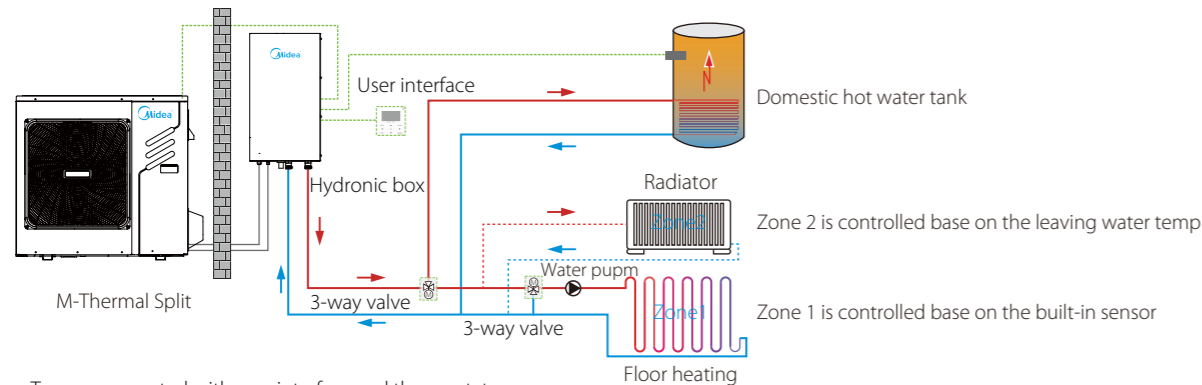 Midea
User interface
Domestic hot water tank
Midea
Hydronic box
Radiator
Zone2
Zone 2 is controlled base on the leaving water temp
Water pupm
M-Thermal Split
3-way valve
3-way valve
Zone1
Zone 1 is controlled base on the built-in sensor
Floor heating